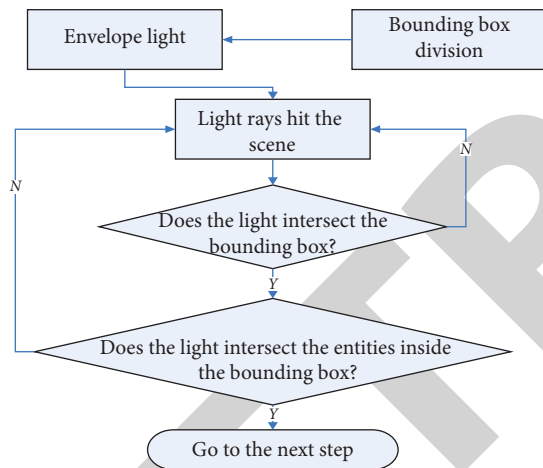 Envelope light
Bounding box
division
Light rays hit the
scene
N
N
Does the light intersect the
bounding box?
Y
Does the light intersect the entities inside
the bounding box?
Y
Go to the next step